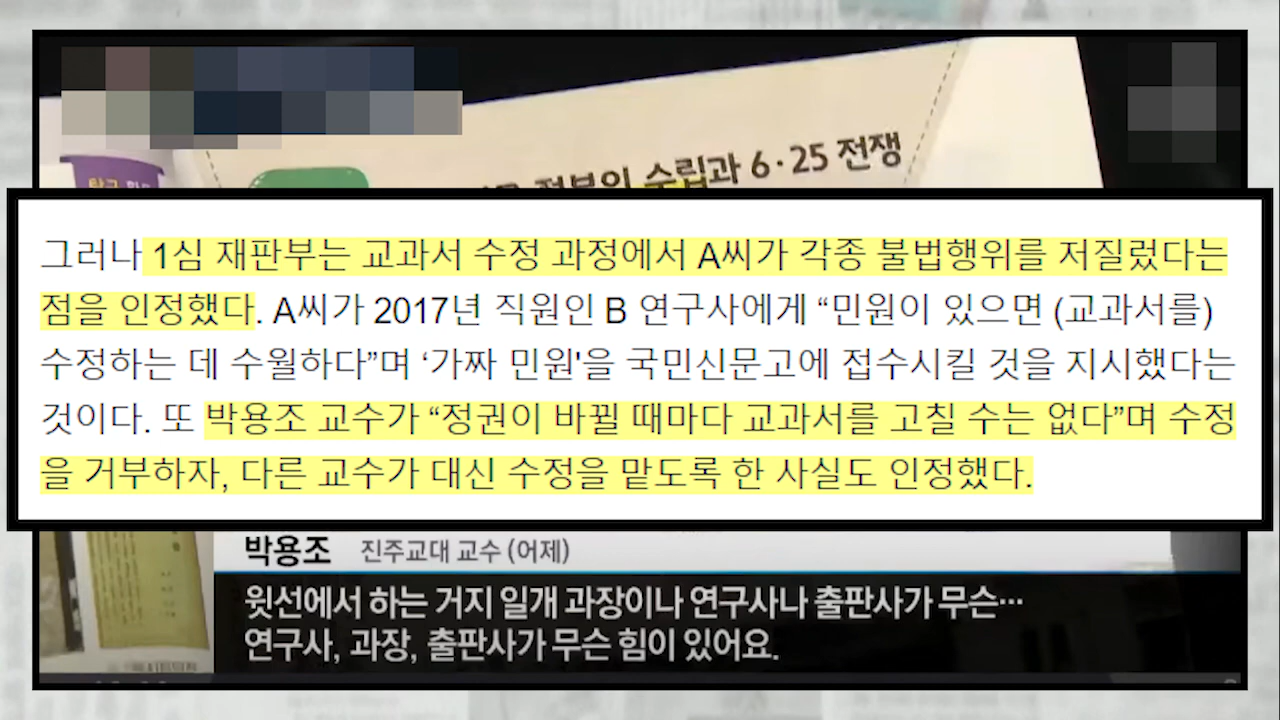 정부의 수립과 6·25 전쟁
그러나 1심 재판부는 교과서 수정 과정에서 A씨가 각종 불법행위를 저질렀다는
점을 인정했다. A씨가 2017년 직원인 B 연구사에게 “민원이 있으면 (교과서를)
수정하는 데 수월하다”며 ‘가짜 민원'을 국민신문고에 접수시킬 것을 지시했다는
것이다. 또 박용조 교수가 “정권이 바뀔 때마다 교과서를 고칠 수는 없다”며 수정
을 거부하자, 다른 교수가 대신 수정을 맡도록 한 사실도 인정했다.
박용조 진주교대 교수 (어제)
윗선에서 하는 거지 일개 과장이나 연구사나 출판사가 무슨…
연구사, 과장, 출판사가 무슨 힘이 있어요.